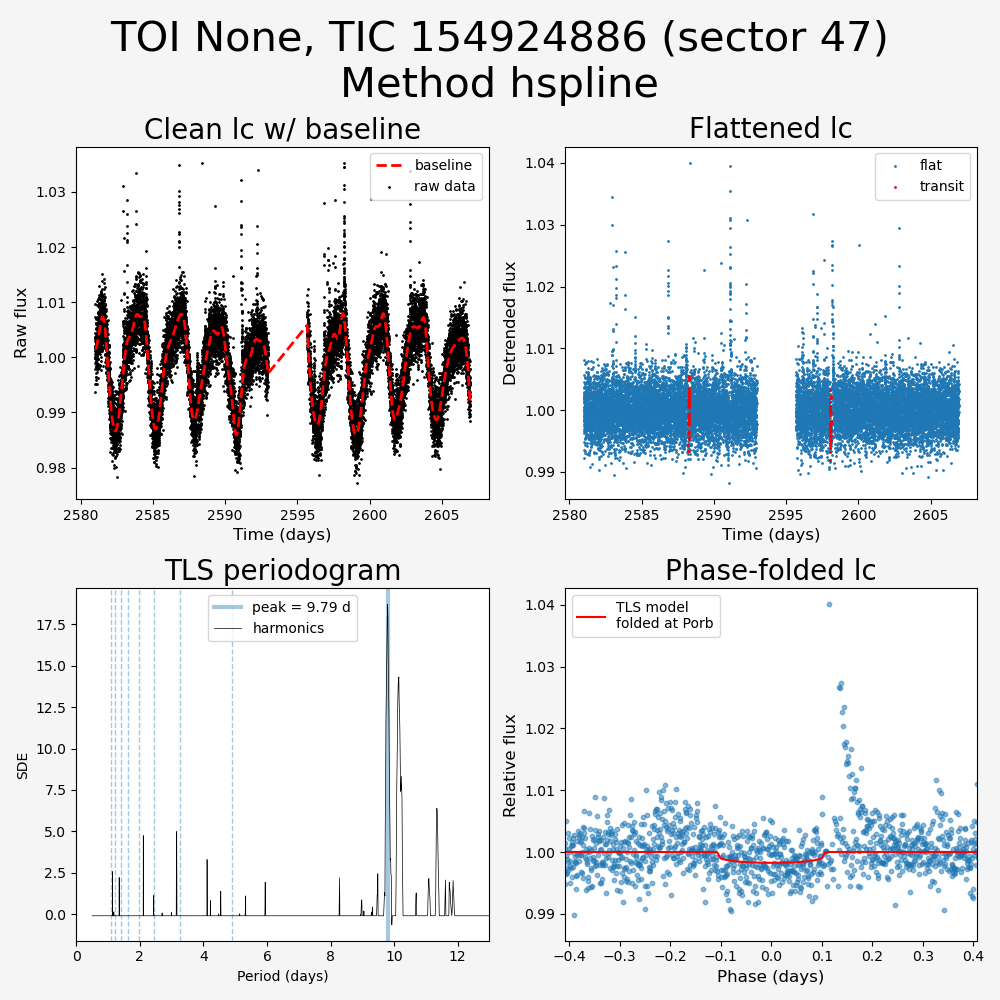 TOI None, TIC 154924886 (sector 47)
Method hspline
Clean lc w/ baseline
Raw flux
1.03
1.02
1.01
1.00
0.99
0.98
baseline
raw data
2580
2585
2590
2595
2600
2605
Time (days)
Flattened lc
Detrended flux
1.04
1.03
1.02
1.01
1.00
0.99
flat
transit
2580
2585
2590
2595
2600
2605
Time (days)
TLS periodogram
SDE
17.5
15.0
12.5
10.0
7.5
5.0
2.5
0.0
peak = 9.79 d
harmonics
0
2
4
6
8
10
12
Period (days)
Phase-folded lc
Relative flux
1.04
1.03
1.02
1.01
1.00
0.99
TLS model
folded at Porb
−0.4
−0.3
−0.2
−0.1
0.0
0.1
0.2
0.3
0.4
Phase (days)